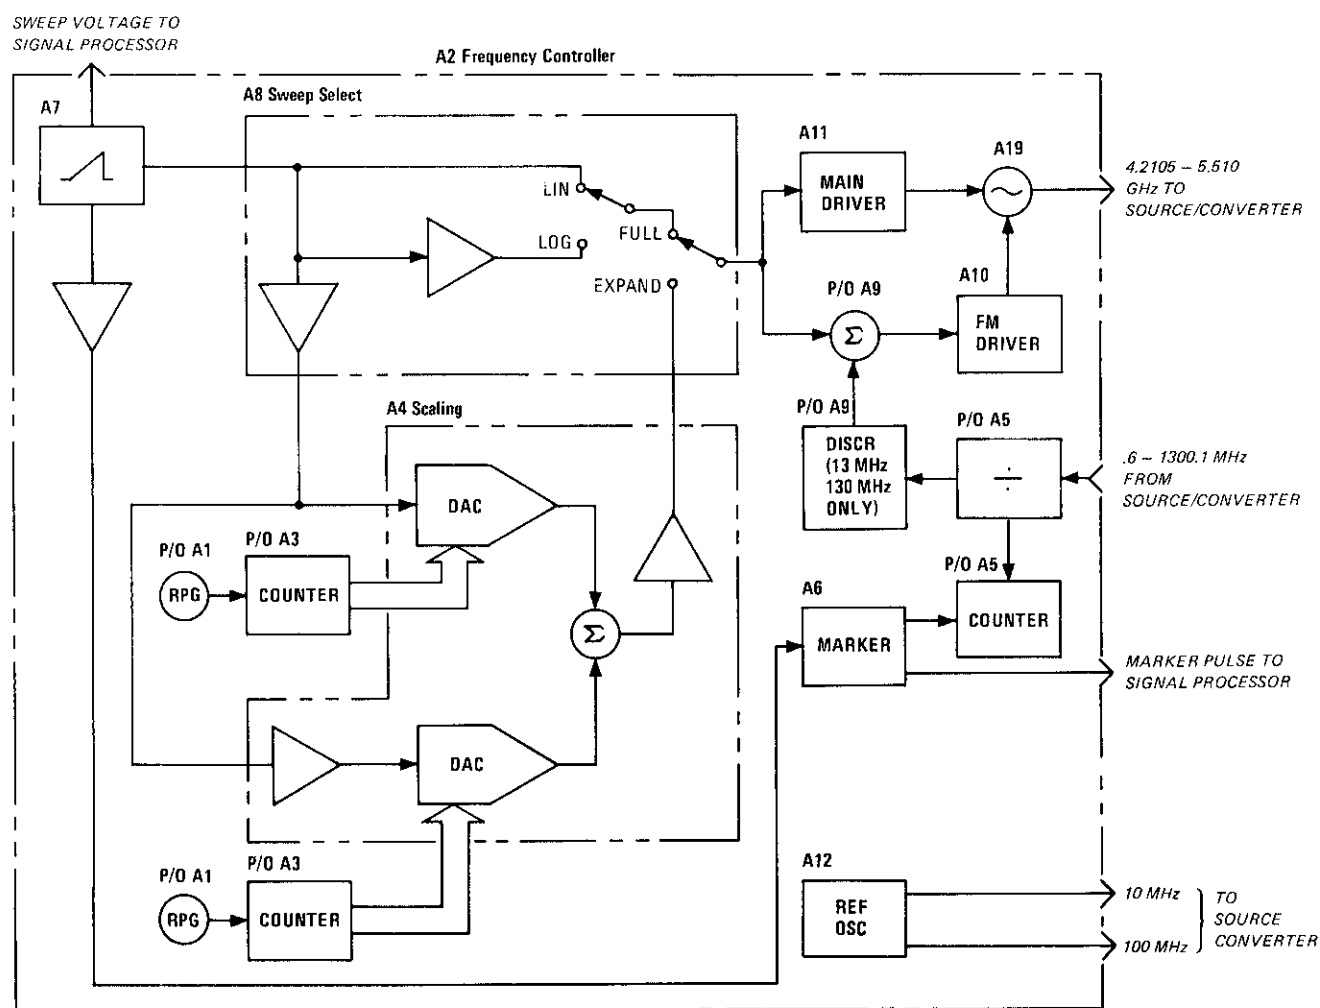 SWEEP VOLTAGE TO
SIGNAL PROCESSOR
A2 Frequency Controller
A7
A8 Sweep Select
LIN
LOG
FULL
EXPAND
A11
MAIN
DRIVER
A19
4.2105 – 5.510
GHz TO
SOURCE/CONVERTER
P/O A9
Σ
A10
FM
DRIVER
A4 Scaling
P/O A9
DISCR
(13 MHz
130 MHz
ONLY)
P/O A5
÷
.6 – 1300.1 MHz
FROM
SOURCE/CONVERTER
DAC
P/O A1
RPG
P/O A3
COUNTER
Σ
A6
MARKER
P/O A5
COUNTER
MARKER PULSE TO
SIGNAL PROCESSOR
DAC
P/O A1
RPG
P/O A3
COUNTER
A12
REF
OSC
10 MHz
100 MHz
TO
SOURCE
CONVERTER